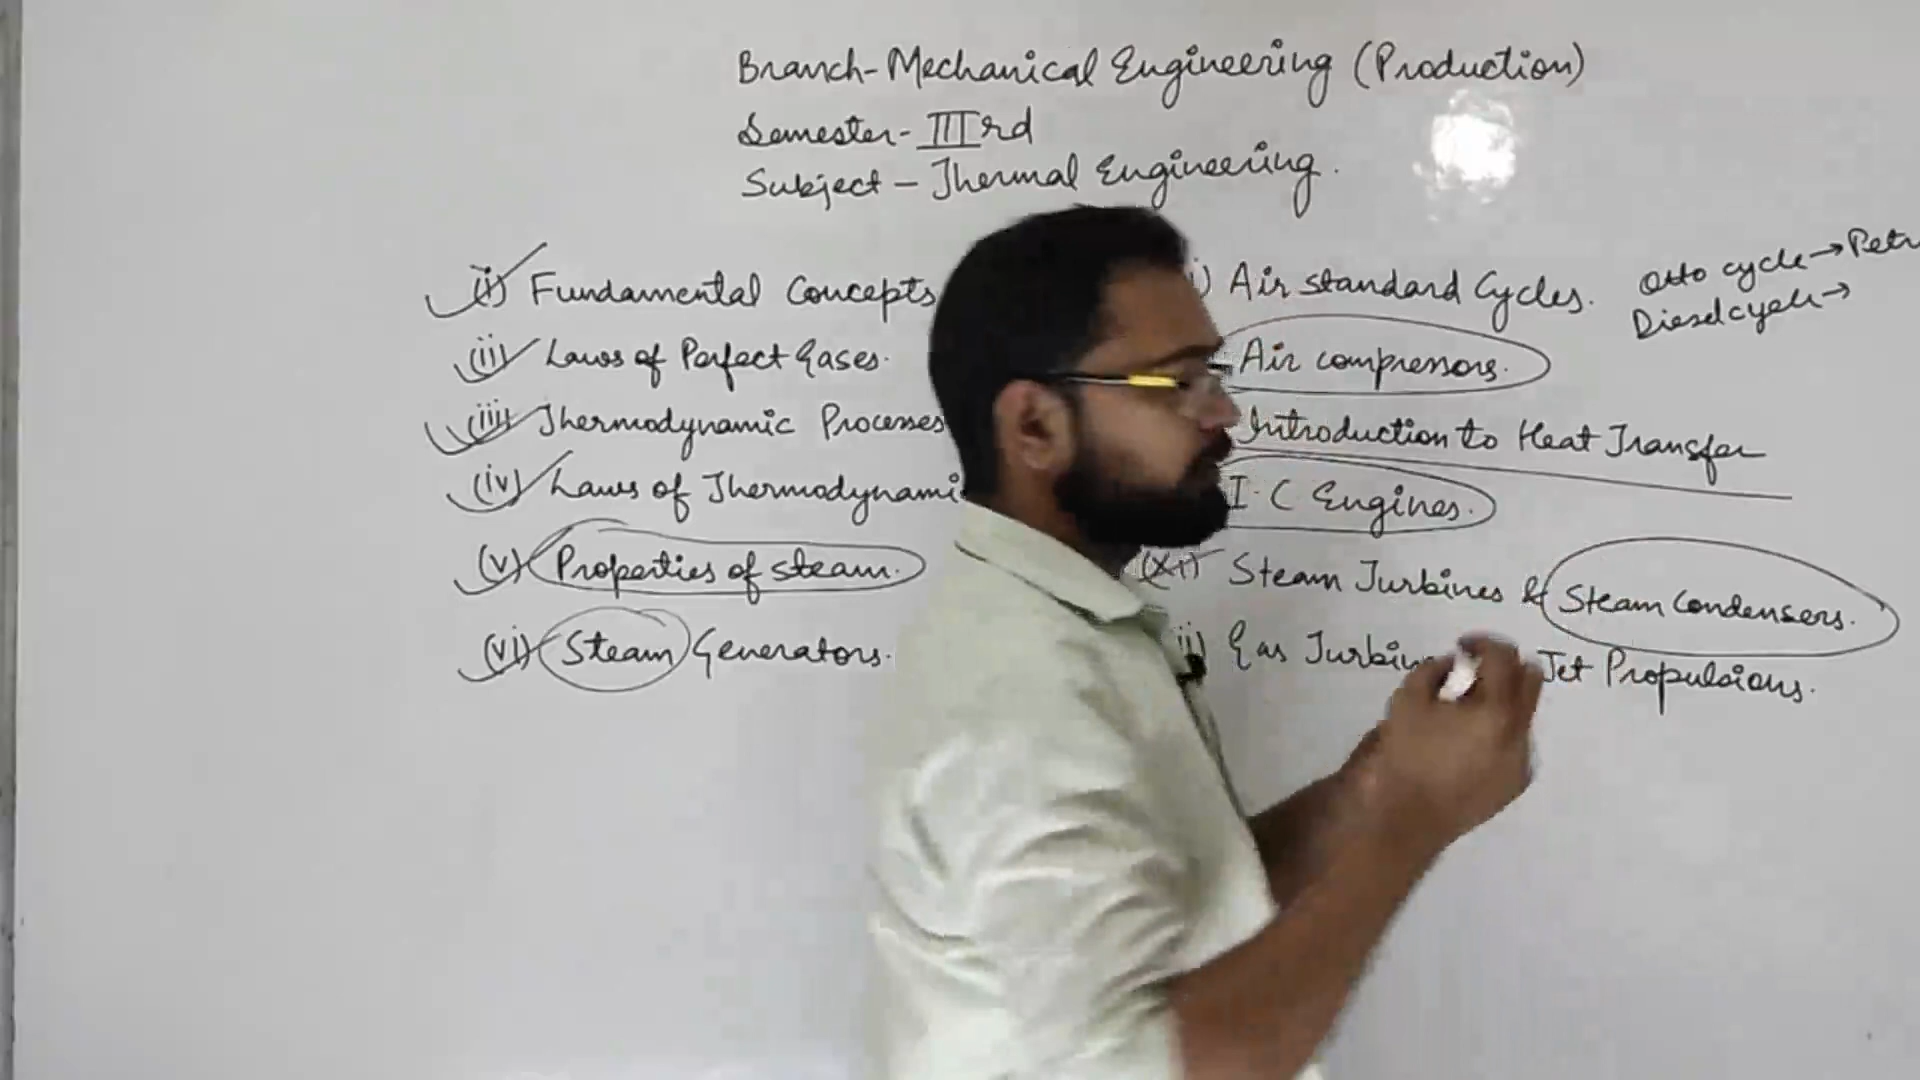 Branch-Mechanical Engineering (Production)
Semester- IIIrd
Subject - Thermal Engineering.
(i) Fundamental Concepts
(ii) Laws of Perfect Gases.
(iii) Thermodynamic Processes
(iv) Laws of Thermodynami
(v) Properties of steam.
(vi) Steam Generators.
i) Air standard Cycles.
Otto cycle→Petr
Diesel cycle→
Air compressors.
Introduction to Heat Transfer
I.C Engines.
(xi) Steam Turbines & Steam Condensers.
ii) Gas Turbin Jet Propulsions.